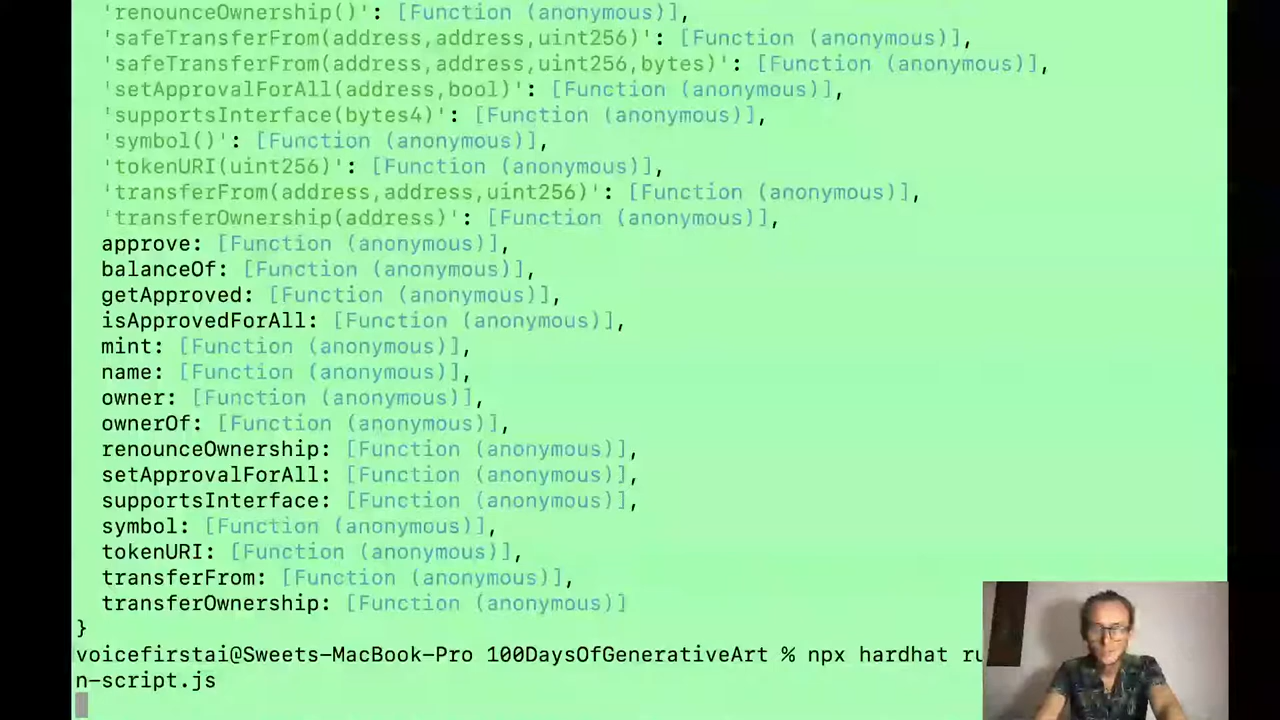 'renounceOwnership()': [Function (anonymous)],
'safeTransferFrom(address,address,uint256)': [Function (anonymous)],
'safeTransferFrom(address,address,uint256,bytes)': [Function (anonymous)],
'setApprovalForAll(address,bool)': [Function (anonymous)],
'supportsInterface(bytes4)': [Function (anonymous)],
'symbol()': [Function (anonymous)],
'tokenURI(uint256)': [Function (anonymous)],
'transferFrom(address,address,uint256)': [Function (anonymous)],
'transferOwnership(address)': [Function (anonymous)],
approve: [Function (anonymous)],
balanceOf: [Function (anonymous)],
getApproved: [Function (anonymous)],
isApprovedForAll: [Function (anonymous)],
mint: [Function (anonymous)],
name: [Function (anonymous)],
owner: [Function (anonymous)],
ownerOf: [Function (anonymous)],
renounceOwnership: [Function (anonymous)],
setApprovalForAll: [Function (anonymous)],
supportsInterface: [Function (anonymous)],
symbol: [Function (anonymous)],
tokenURI: [Function (anonymous)],
transferFrom: [Function (anonymous)],
transferOwnership: [Function (anonymous)]
}
voicefirstai@Sweets-MacBook-Pro 100DaysOfGenerativeArt % npx hardhat ru
n-script.js